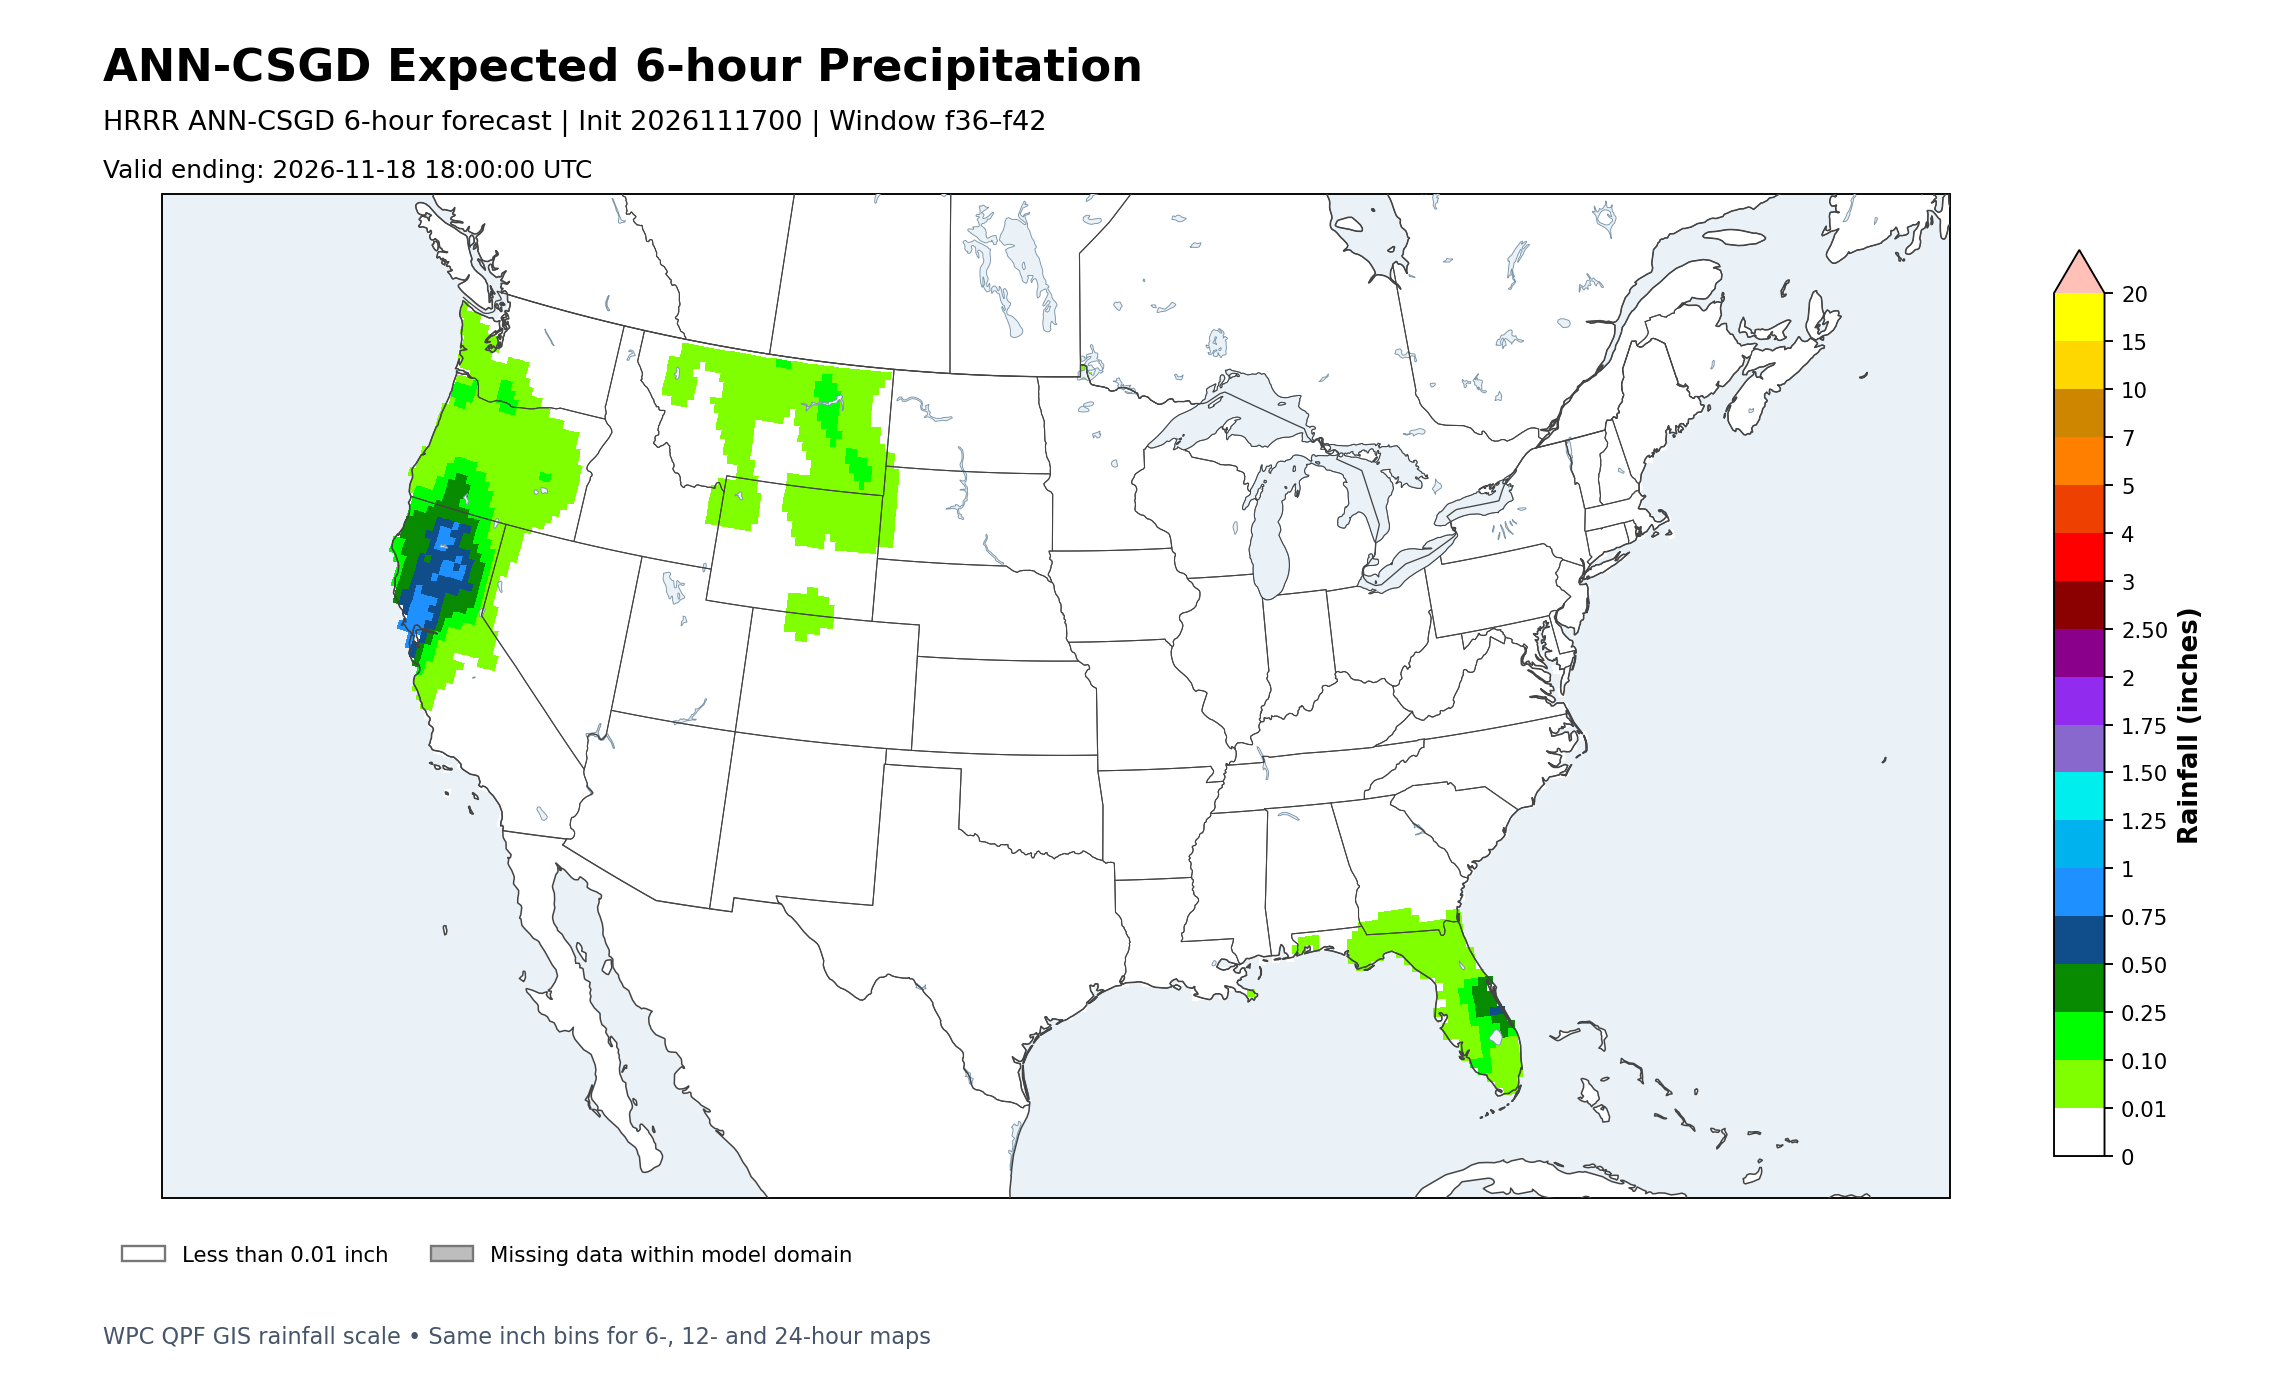 ANN-CSGD Expected 6-hour Precipitation
HRRR ANN-CSGD 6-hour forecast | Init 2026111700 | Window f36–f42
Valid ending: 2026-11-18 18:00:00 UTC
20
15
10
7
5
4
3
2.50
2
1.75
1.50
1.25
1
0.75
0.50
0.25
0.10
0.01
0
Rainfall (inches)
Less than 0.01 inch
Missing data within model domain
WPC QPF GIS rainfall scale • Same inch bins for 6-, 12- and 24-hour maps